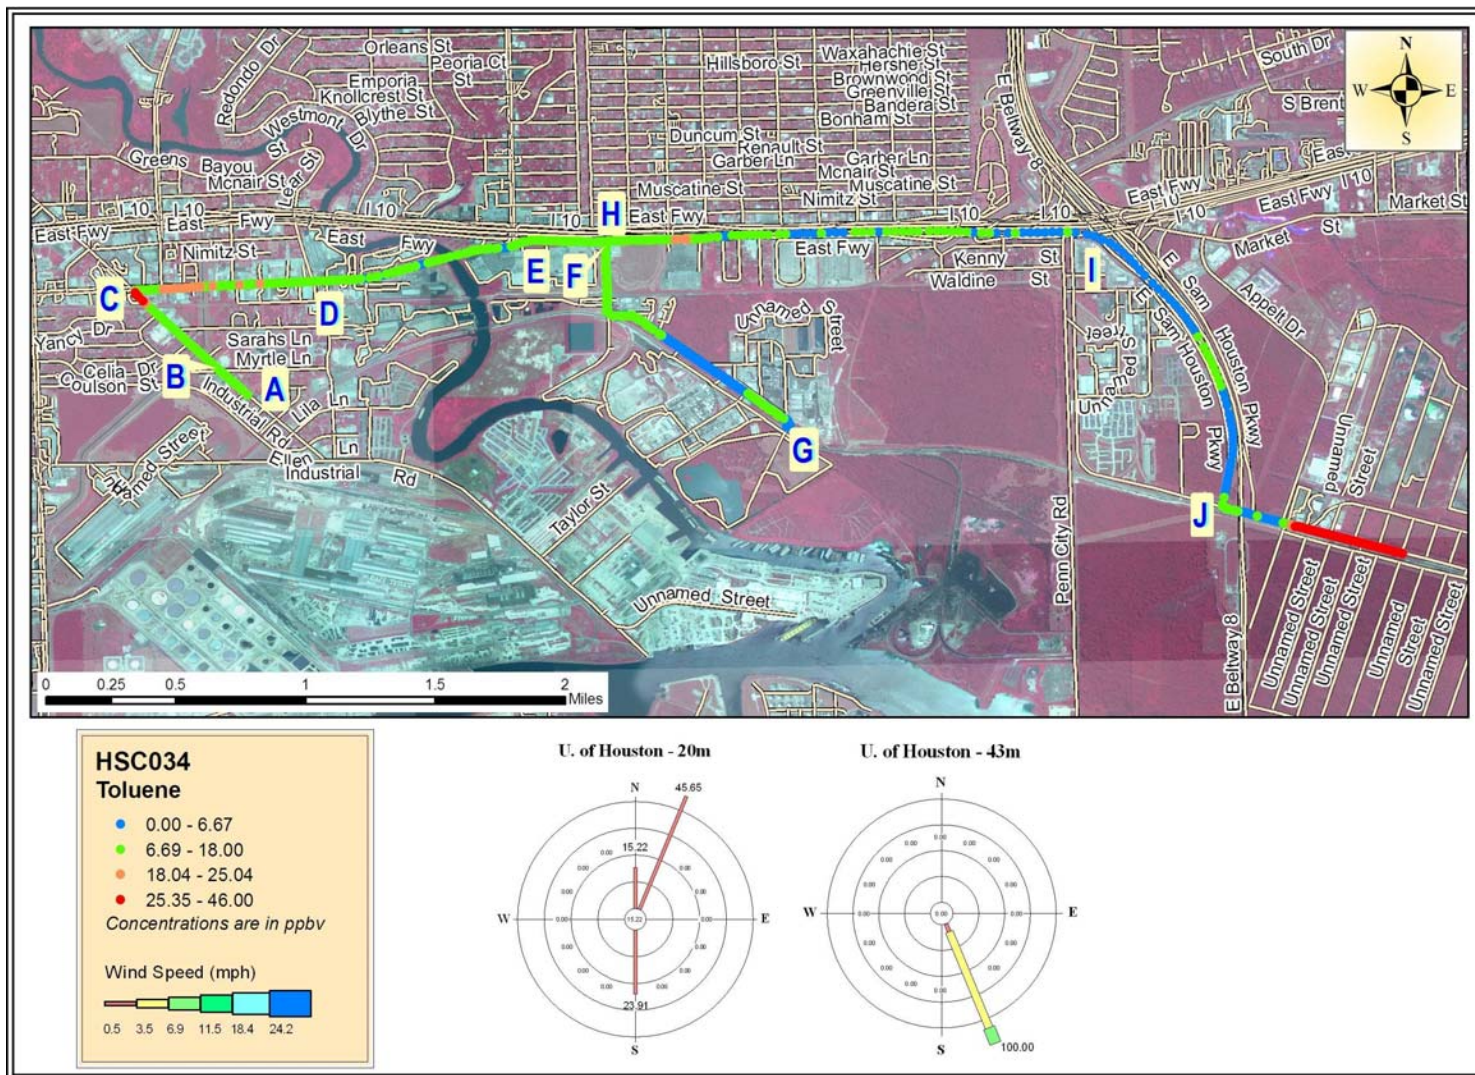 Orleans St
Peoria Ct
St
Emporia
Knollcrest St
Blythe St
Redondo Dr
Westmont Dr
Greens Bayou St
Mcnair St
Lear St
Hillsboro St
Waxahachie St
Hershe St
Brownwood St
Greenville St
Bandera St
Bonham St
Duncum St
Renault St
Garber Ln
Garber Ln
Mcnair St
Muscatine St
Muscatine St
Nimitz St
E Beltway 8
South Dr
S Brent
N
W E
S
East Fwy
I 10
East
I 10
East Fwy
I 10
East Fwy
I 10
East Fwy
I 10
I 10
East Fwy
I 10
East Fwy
I 10
East
Market St
Market St
Nimitz St
East Fwy
East Fwy
Kenny St
Waldine St
H
E
F
C
D
I
B
A
G
J
Yancy Dr
Sarahs Ln
Myrtle Ln
Celia Dr
Coulson St
Industrial Rd
Lila Ln
Ellen Ln
Industrial Rd
Unnamed Street
Unnamed Street
Taylor St
Unnamed Street
Penn City Rd
Unnamed Street
E Sam Houston Pkwy
E Sam Houston Pkwy
Appelt Dr
Unnamed Street
E Beltway 8
Unnamed Street
Unnamed Street
Unnamed Street
Unnamed Street
Unnamed Street
0 0.25 0.5 1 1.5 2
Miles
HSC034
Toluene
0.00 - 6.67
6.69 - 18.00
18.04 - 25.04
25.35 - 46.00
Concentrations are in ppbv
Wind Speed (mph)
0.5 3.5 6.9 11.5 18.4 24.2
U. of Houston - 20m
N
45.65
15.22
W
15.22
E
23.91
S
U. of Houston - 43m
N
W
0.00
E
S
100.00